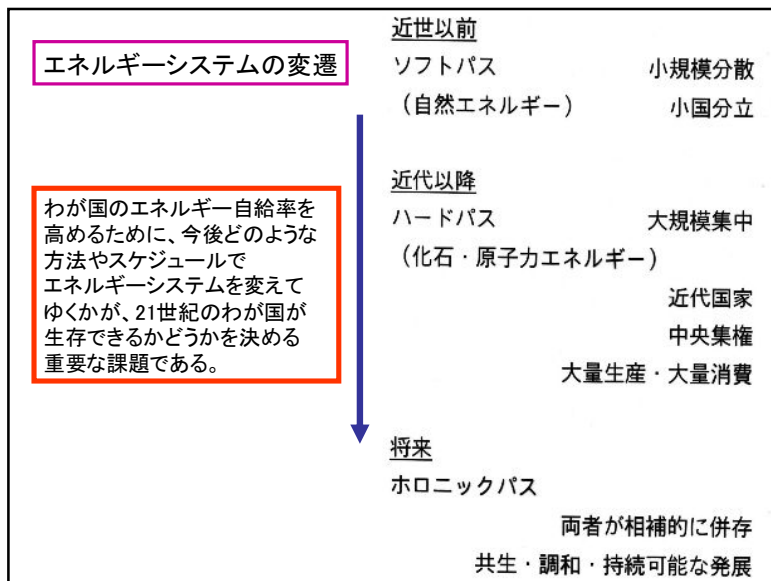 エネルギーシステムの変遷
わが国のエネルギー自給率を
高めるために、今後どのような
方法やスケジュールで
エネルギーシステムを変えて
ゆくかが、21世紀のわが国が
生存できるかどうかを決める
重要な課題である。
近世以前
ソフトパス 小規模分散
（自然エネルギー） 小国分立
近代以降
ハードパス 大規模集中
（化石・原子力エネルギー）
近代国家
中央集権
大量生産・大量消費
将来
ホロニックパス
両者が相補的に併存
共生・調和・持続可能な発展